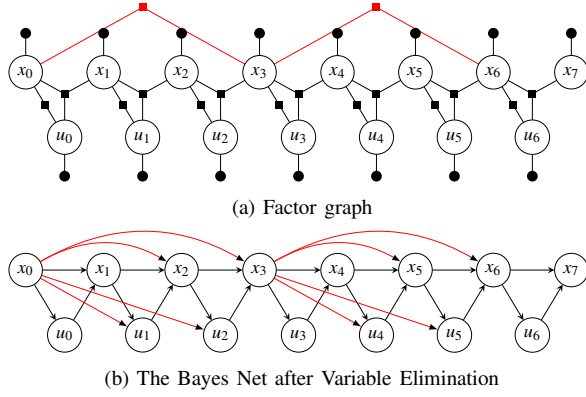 x0 x1 x2 x3 x4 x5 x6 x7
u0 u1 u2 u3 u4 u5 u6
(a) Factor graph
x0 x1 x2 x3 x4 x5 x6 x7
u0 u1 u2 u3 u4 u5 u6
(b) The Bayes Net after Variable Elimination